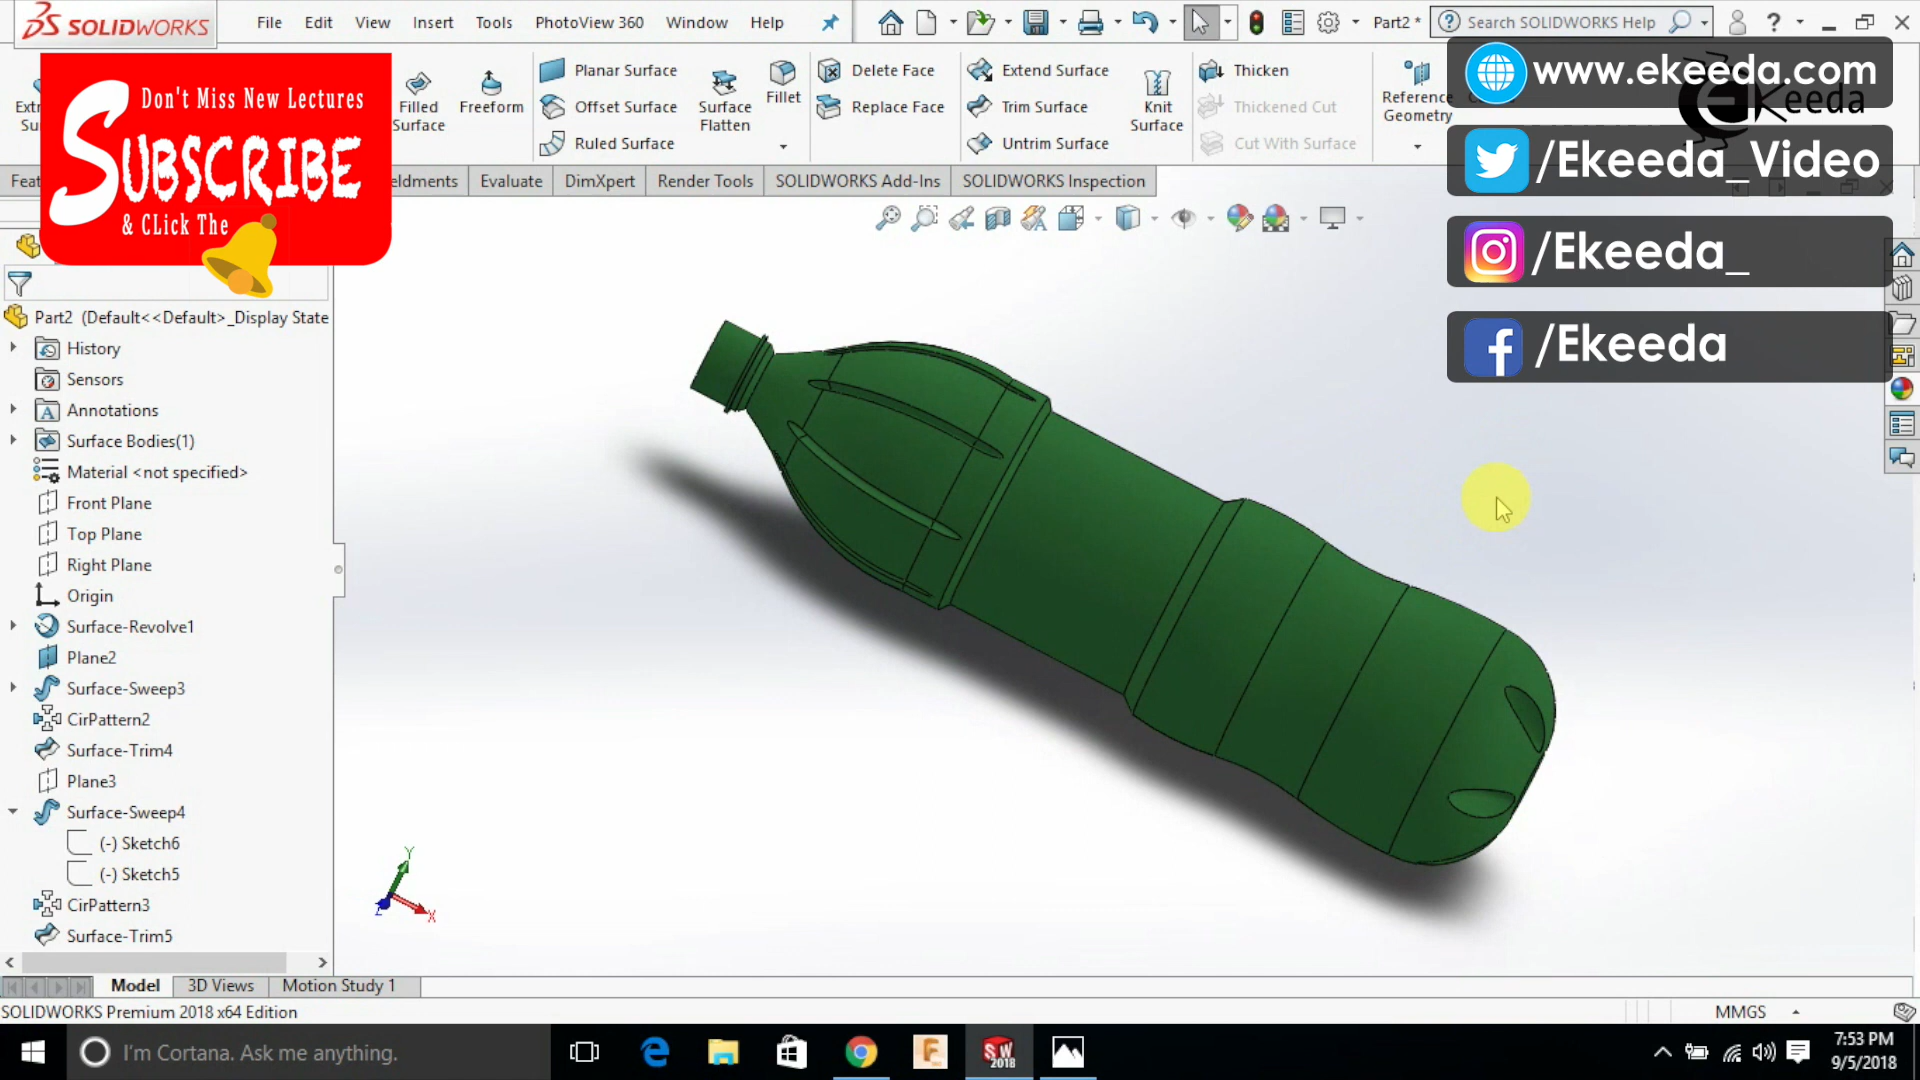 SOLIDWORKS File Edit View Insert Tools PhotoView 360 Window Help Part2 * Search SOLIDWORKS Help ?
Filled Surface
Freeform
Planar Surface
Offset Surface
Ruled Surface
Surface Flatten
Fillet
Delete Face
Replace Face
Extend Surface
Trim Surface
Untrim Surface
Knit Surface
Thicken
Thickened Cut
Cut With Surface
Reference Geometry
Evaluate DimXpert Render Tools SOLIDWORKS Add-Ins SOLIDWORKS Inspection
Don't Miss New Lectures
SUBSCRIBE
& CLick The
www.ekeeda.com
/Ekeeda_Video
/Ekeeda_
/Ekeeda
Part2 (Default<<Default>_Display State
History
Sensors
Annotations
Surface Bodies(1)
Material <not specified>
Front Plane
Top Plane
Right Plane
Origin
Surface-Revolve1
Plane2
Surface-Sweep3
CirPattern2
Surface-Trim4
Plane3
Surface-Sweep4
(-) Sketch6
(-) Sketch5
CirPattern3
Surface-Trim5
Y
Z
X
Model 3D Views Motion Study 1
SOLIDWORKS Premium 2018 x64 Edition MMGS
I'm Cortana. Ask me anything.
SW 2018
7:53 PM
9/5/2018